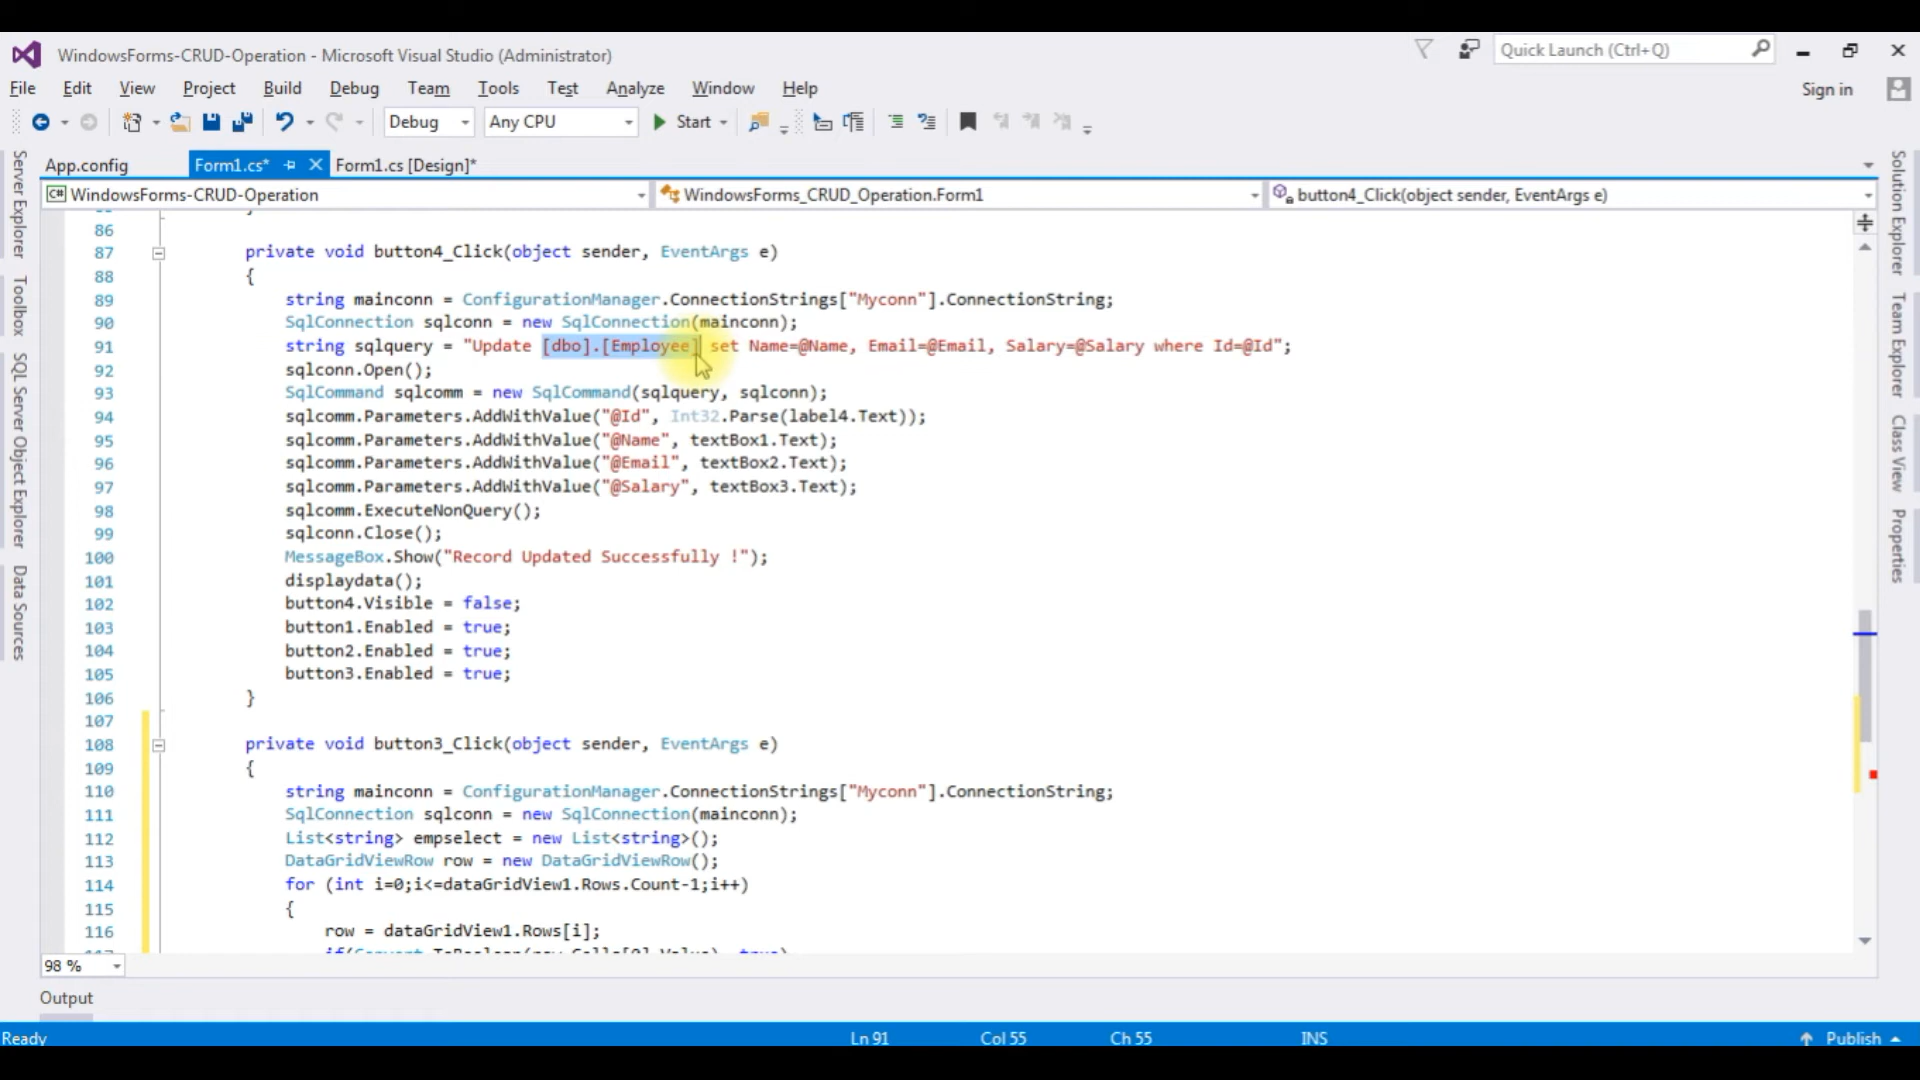 WindowsForms-CRUD-Operation - Microsoft Visual Studio (Administrator)
Quick Launch (Ctrl+Q)
File Edit View Project Build Debug Team Tools Test Analyze Window Help
Sign in
Debug Any CPU Start
App.config Form1.cs* Form1.cs [Design]*
C# WindowsForms-CRUD-Operation WindowsForms_CRUD_Operation.Form1 button4_Click(object sender, EventArgs e)
86
87 private void button4_Click(object sender, EventArgs e)
88 {
89 string mainconn = ConfigurationManager.ConnectionStrings["Myconn"].ConnectionString;
90 SqlConnection sqlconn = new SqlConnection(mainconn);
91 string sqlquery = "Update [dbo].[Employee] set Name=@Name, Email=@Email, Salary=@Salary where Id=@Id";
92 sqlconn.Open();
93 SqlCommand sqlcomm = new SqlCommand(sqlquery, sqlconn);
94 sqlcomm.Parameters.AddWithValue("@Id", Int32.Parse(label4.Text));
95 sqlcomm.Parameters.AddWithValue("@Name", textBox1.Text);
96 sqlcomm.Parameters.AddWithValue("@Email", textBox2.Text);
97 sqlcomm.Parameters.AddWithValue("@Salary", textBox3.Text);
98 sqlcomm.ExecuteNonQuery();
99 sqlconn.Close();
100 MessageBox.Show("Record Updated Successfully !");
101 displaydata();
102 button4.Visible = false;
103 button1.Enabled = true;
104 button2.Enabled = true;
105 button3.Enabled = true;
106 }
107
108 private void button3_Click(object sender, EventArgs e)
109 {
110 string mainconn = ConfigurationManager.ConnectionStrings["Myconn"].ConnectionString;
111 SqlConnection sqlconn = new SqlConnection(mainconn);
112 List<string> empselect = new List<string>();
113 DataGridViewRow row = new DataGridViewRow();
114 for (int i=0;i<=dataGridView1.Rows.Count-1;i++)
115 {
116 row = dataGridView1.Rows[i];
98 %
Output
Ready Ln 91 Col 55 Ch 55 INS Publish
Server Explorer
Toolbox
SQL Server Object Explorer
Data Sources
Solution Explorer
Team Explorer
Class View
Properties